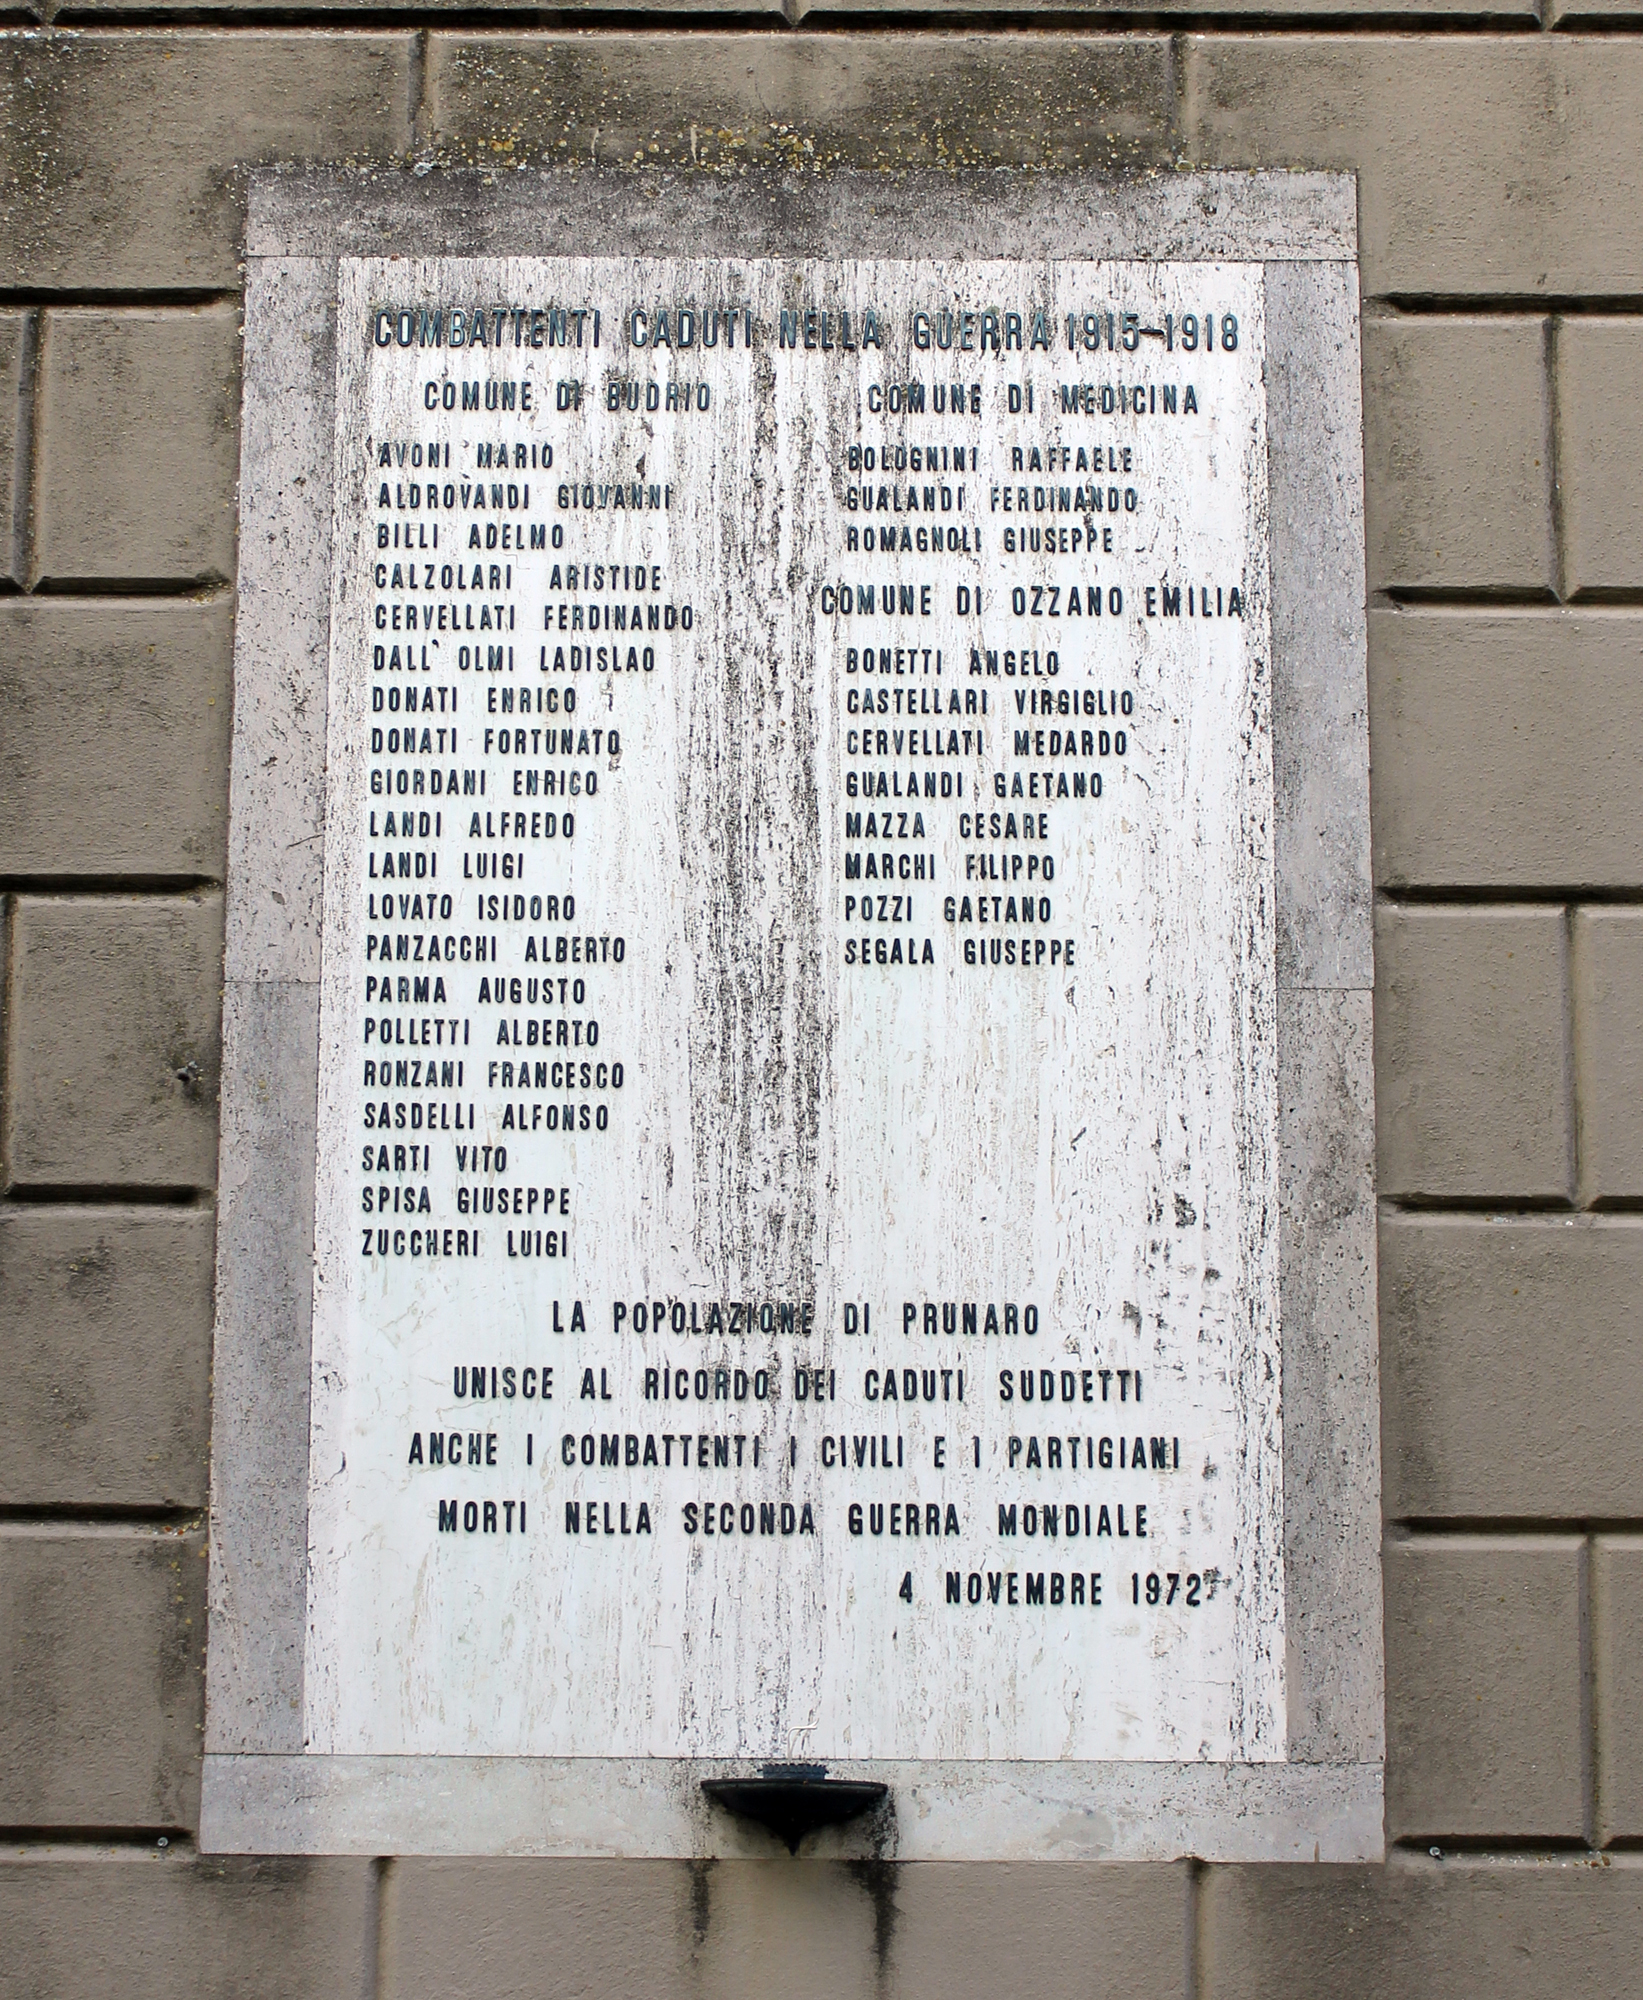 COMBATTENTI CADUTI NELLA GUERRA 1915-1918
COMUNE DI BUDRIO
AVONI MARIO
ALDROVANDI GIOVANNI
BILLI ADELMO
CALZOLARI ARISTIDE
CERVELLATI FERDINANDO
DALL' OLMI LADISLAO
DONATI ENRICO
DONATI FORTUNATO
GIORDANI ENRICO
LANDI ALFREDO
LANDI LUIGI
LOVATO ISIDORO
PANZACCHI ALBERTO
PARMA AUGUSTO
POLLETTI ALBERTO
RONZANI FRANCESCO
SASDELLI ALFONSO
SARTI VITO
SPISA GIUSEPPE
ZUCCHERI LUIGI
COMUNE DI MEDICINA
BOLOGNINI RAFFAELE
GUALANDI FERDINANDO
ROMAGNOLI GIUSEPPE
COMUNE DI OZZANO EMILIA
BONETTI ANGELO
CASTELLARI VIRGIGLIO
CERVELLATI MEDARDO
GUALANDI GAETANO
MAZZA CESARE
MARCHI FILIPPO
POZZI GAETANO
SEGALA GIUSEPPE
LA POPOLAZIONE DI PRUNARO
UNISCE AL RICORDO DEI CADUTI SUDDETTI
ANCHE I COMBATTENTI I CIVILI E I PARTIGIANI
MORTI NELLA SECONDA GUERRA MONDIALE
4 NOVEMBRE 1972